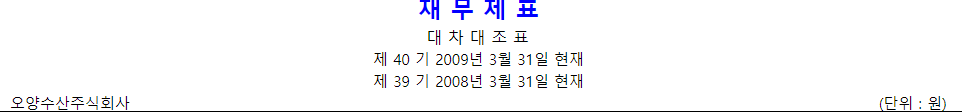 재 무 제 표
대 차 대 조 표
제 40 기 2009년 3월 31일 현재
제 39 기 2008년 3월 31일 현재
오양수산주식회사 (단위 : 원)